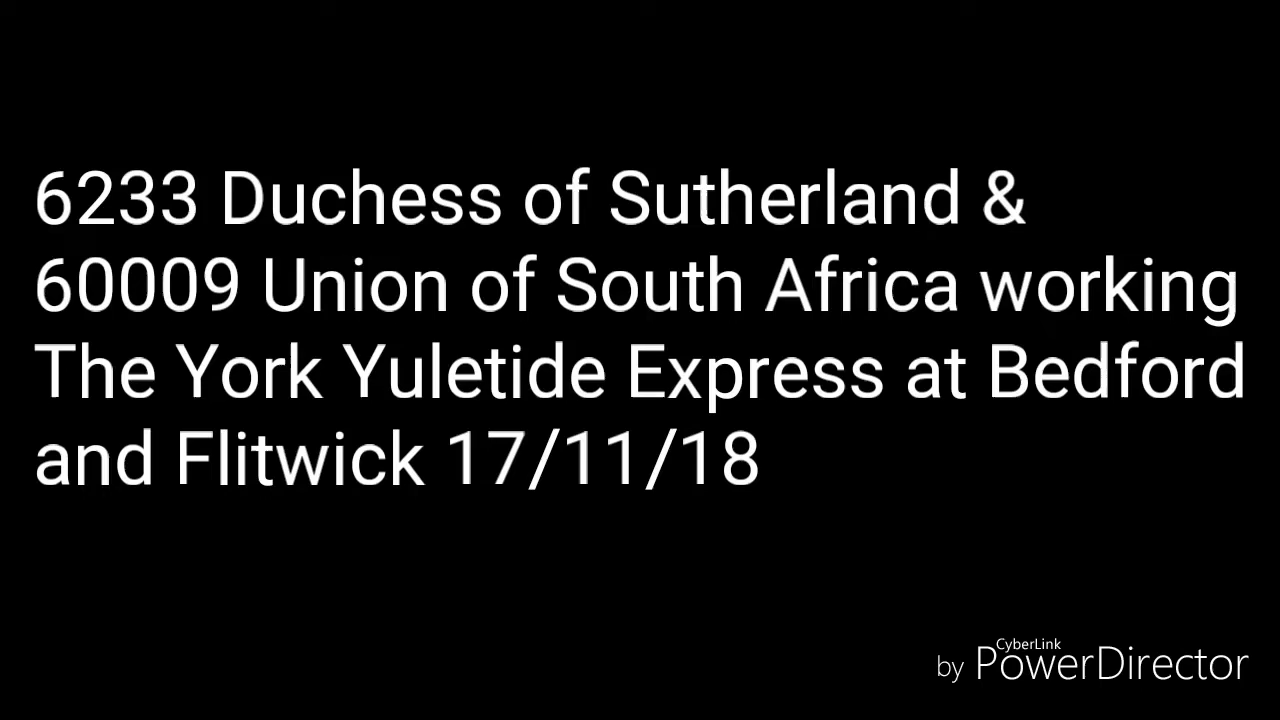 6233 Duchess of Sutherland &
60009 Union of South Africa working
The York Yuletide Express at Bedford
and Flitwick 17/11/18
CyberLink
by PowerDirector